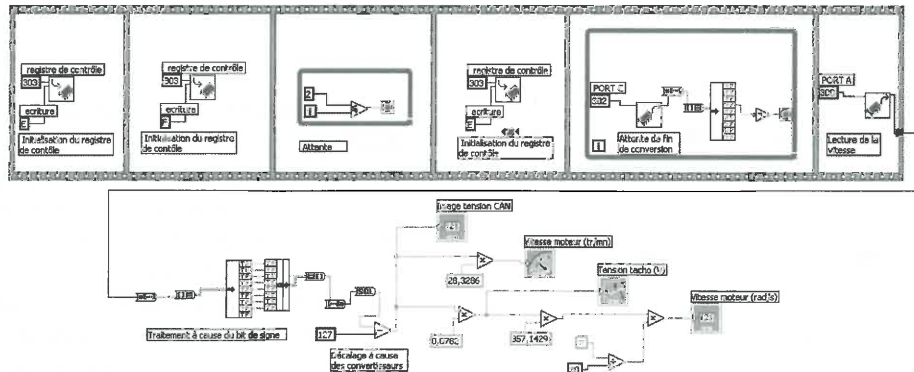 registre de contrôle
303
ecriture
Initialisation du registre
de contôle
registre de contrôle
303
ecriture
Initialisation du registre
de contôle
2
i
Attente
registre de contrôle
303
ecriture
Initialisation du registre
de contôle
PORT C
302
i
Attente de fin
de conversion
PORT A
300
Lecture de la
vitesse
Image tension CAN
Vitesse moteur (tr/mn)
28,3286
Tension tacho (V)
Vitesse moteur (rad/s)
Traitement à cause du bit de signe
127
0,0782
357,1429
Décalage à cause
des convertisseurs